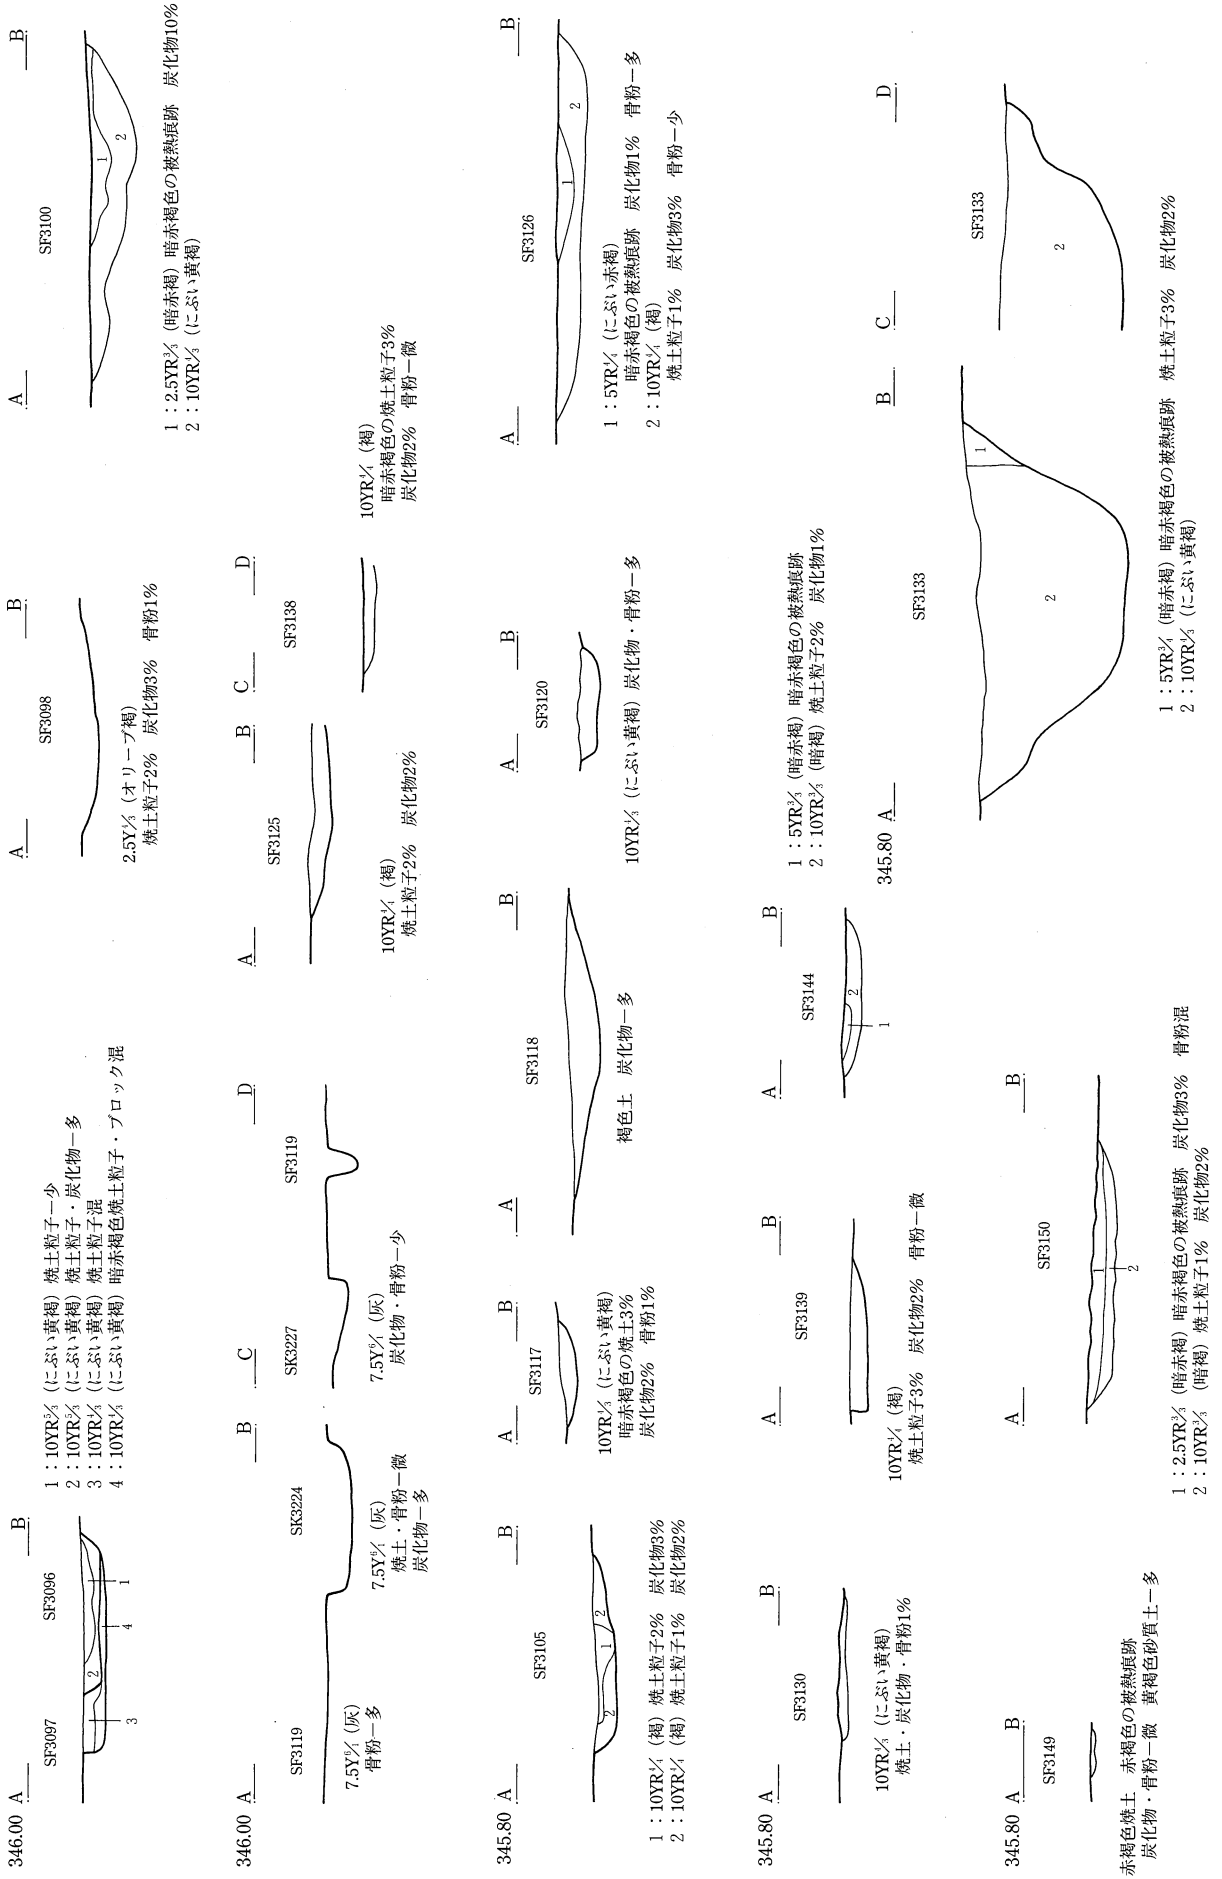 346.00
A
B
SF3097
SF3096
3
2
4
1
1：10YR5/3（にぶい黄褐）焼土粒子―少
2：10YR5/3（にぶい黄褐）焼土粒子・炭化物―多
3：10YR4/3（にぶい黄褐）焼土粒子混
4：10YR4/3（にぶい黄褐）暗赤褐色焼土粒子・ブロック混
A
B
SF3098
2.5Y4/3（オリーブ褐）
焼土粒子2%　炭化物3%　骨粉1%
A
B
SF3100
1
2
1：2.5YR3/3（暗赤褐）暗赤褐色の被熱痕跡　炭化物10%
2：10YR4/3（にぶい黄褐）
346.00
A
B
SF3119
SK3224
7.5Y6/1（灰）
骨粉―多
7.5Y6/1（灰）
焼土・骨粉―微
炭化物―多
C
D
SK3227
SF3119
7.5Y6/1（灰）
炭化物・骨粉―少
A
B
SF3125
10YR4/4（褐）
焼土粒子2%　炭化物2%
C
D
SF3138
10YR4/4（褐）
暗赤褐色の焼土粒子3%
炭化物2%　骨粉―微
345.80
A
B
SF3105
2
1
2
1：10YR4/4（褐）焼土粒子2%　炭化物3%
2：10YR4/4（褐）焼土粒子1%　炭化物2%
A
B
SF3117
10YR4/3（にぶい黄褐）
暗赤褐色の焼土3%
炭化物2%　骨粉1%
A
B
SF3118
褐色土　炭化物―多
A
B
SF3120
10YR4/3（にぶい黄褐）炭化物・骨粉―多
A
B
SF3126
1
2
1：5YR4/4（にぶい赤褐）
暗赤褐色の被熱痕跡　炭化物1%　骨粉―多
2：10YR4/4（褐）
焼土粒子1%　炭化物3%　骨粉―少
345.80
A
B
SF3130
10YR4/3（にぶい黄褐）
焼土・炭化物・骨粉1%
A
B
SF3139
10YR4/4（褐）
焼土粒子3%　炭化物2%　骨粉―微
A
B
SF3144
1
2
1：5YR3/3（暗赤褐）暗赤褐色の被熱痕跡
2：10YR3/3（暗褐）焼土粒子2%　炭化物1%
345.80
A
B
SF3133
2
1
C
D
SF3133
2
1：5YR3/4（暗赤褐）暗赤褐色の被熱痕跡　焼土粒子3%　炭化物2%
2：10YR4/3（にぶい黄褐）
345.80
A
B
SF3149
赤褐色焼土　赤褐色の被熱痕跡
炭化物・骨粉―微　黄褐色砂質土―多
A
B
SF3150
1
2
1：2.5YR3/3（暗赤褐）暗赤褐色の被熱痕跡　炭化物3%　骨粉混
2：10YR3/3（暗褐）焼土粒子1%　炭化物2%